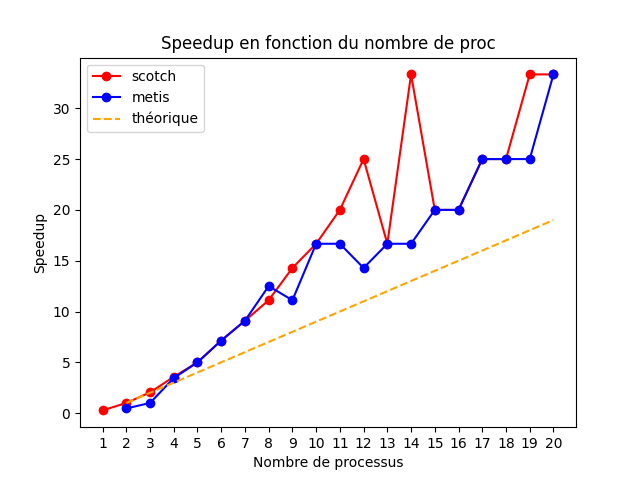 Speedup en fonction du nombre de proc
scotch
metis
théorique
Speedup
30
25
20
15
10
5
0
1 2 3 4 5 6 7 8 9 10 11 12 13 14 15 16 17 18 19 20
Nombre de processus